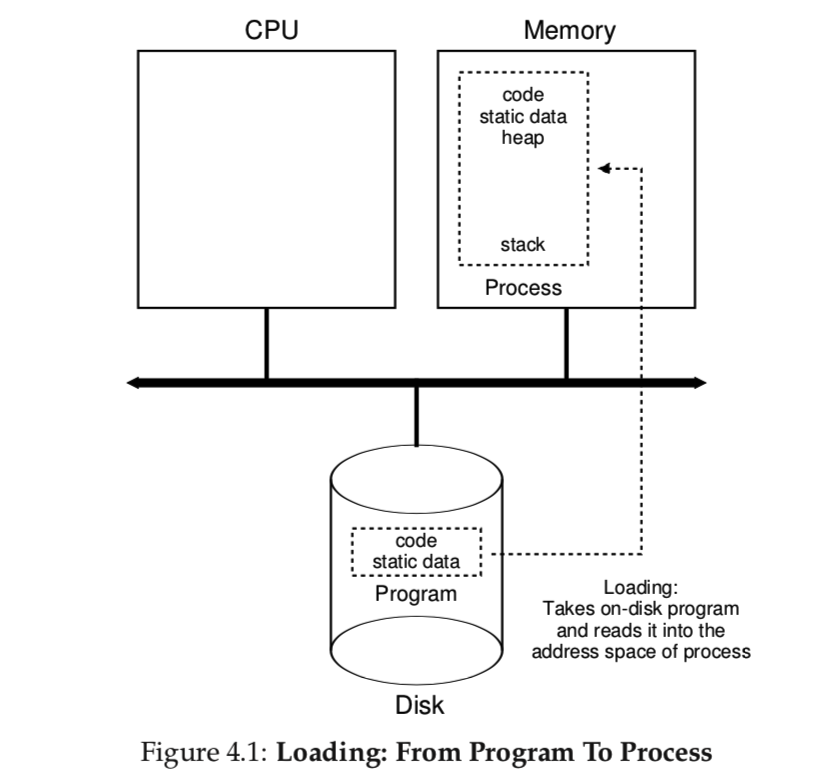 CPU
Memory
code
static data
heap
stack
Process
code
static data
Program
Loading:
Takes on-disk program
and reads it into the
address space of process
Disk
Figure 4.1: Loading: From Program To Process